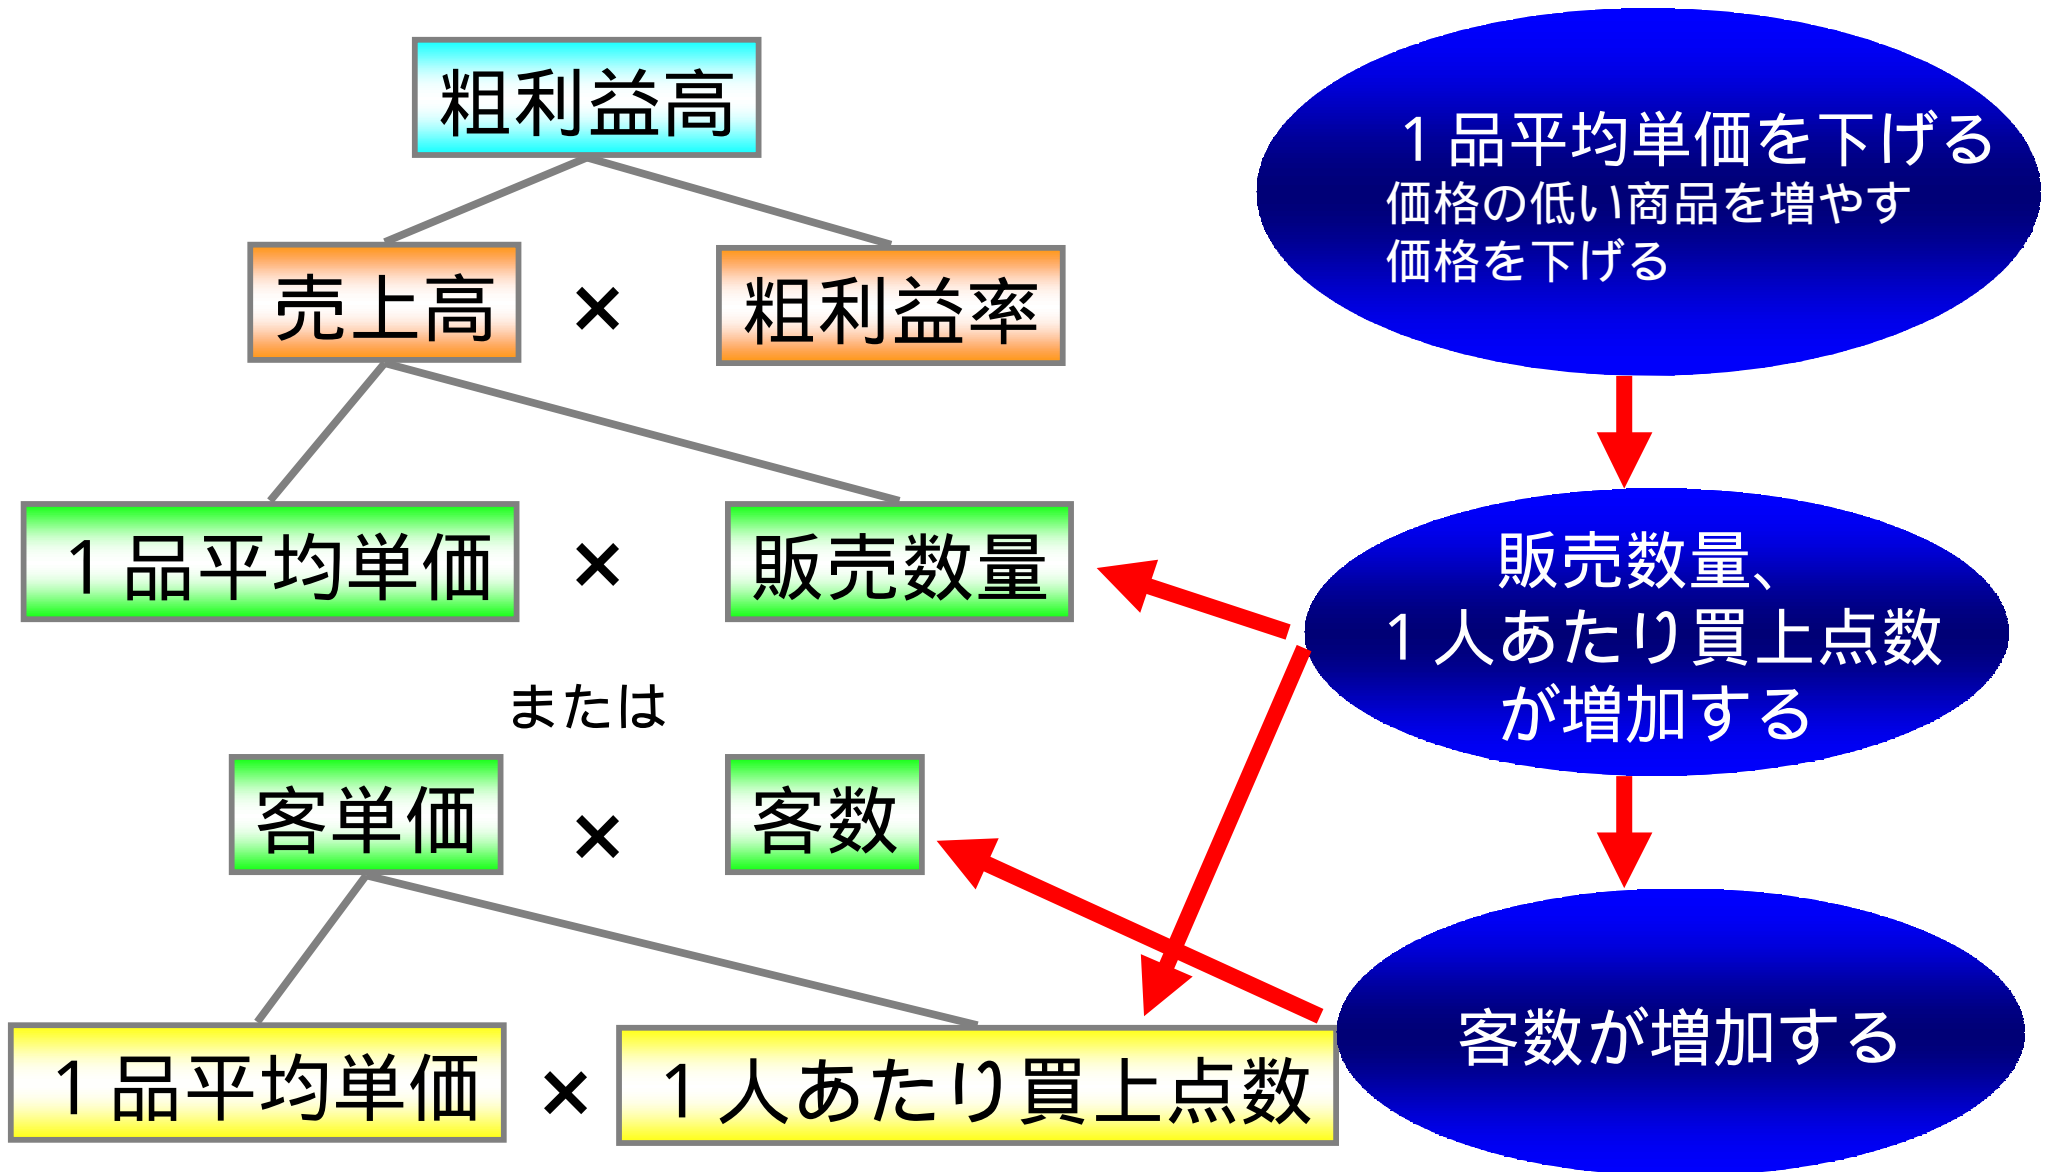 粗利益高
売上高
×
粗利益率
１品平均単価
×
販売数量
または
客単価
×
客数
１品平均単価
×
１人あたり買上点数
１品平均単価を下げる
価格の低い商品を増やす
価格を下げる
販売数量、
１人あたり買上点数
が増加する
客数が増加する